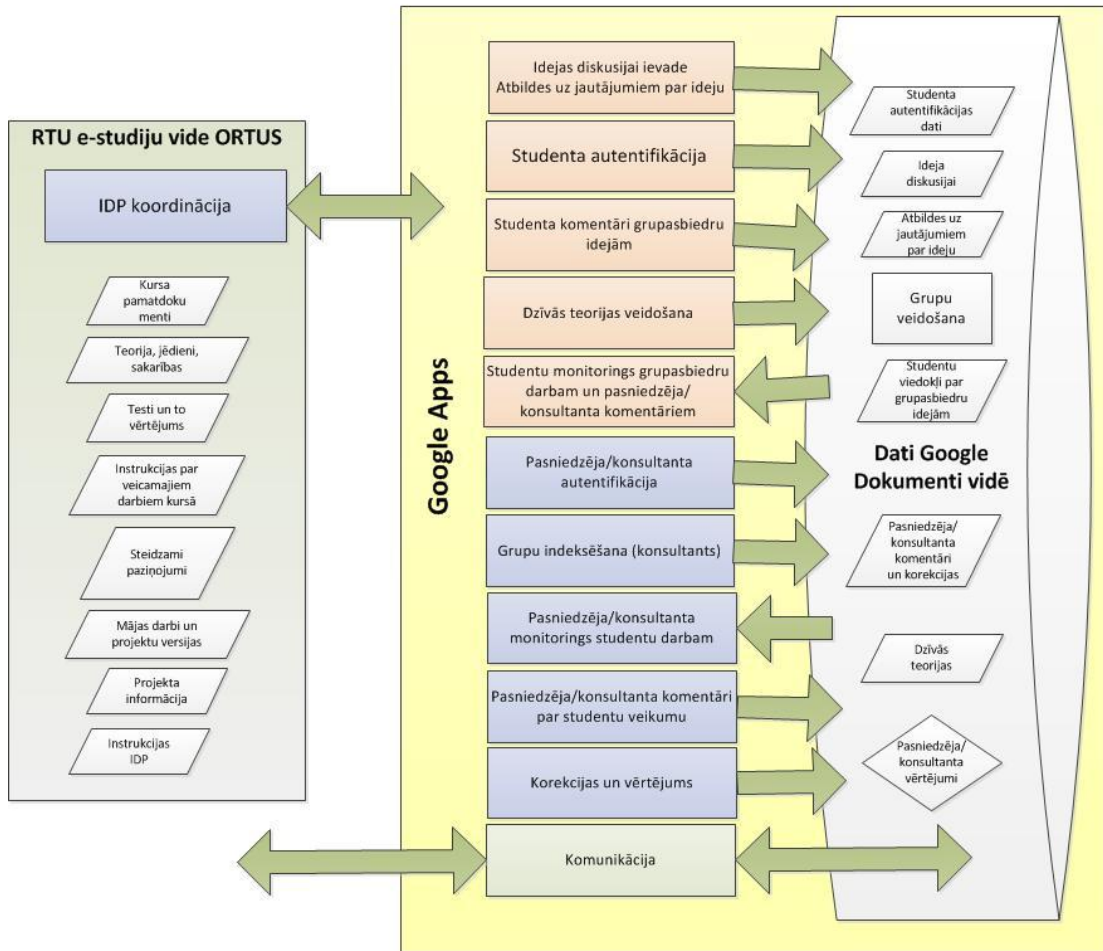 RTU e-studiju vide ORTUS
IDP koordinācija
Kursa
pamatdoku
menti
Teorija, jēdieni,
sakarības
Testi un to
vērtējums
Instrukcijas par
veicamajiem
darbiem kursā
Steidzami
paziņojumi
Mājas darbi un
projektu versijas
Projekta
informācija
Instrukcijas
IDP
Google Apps
Idejas diskusijai ievade
Atbildes uz jautājumiem par ideju
Studenta autentifikācija
Studenta komentāri grupasbiedru
idejām
Dzīvās teorijas veidošana
Studentu monitorings grupasbiedru
darbam un pasniedzēja/
konsultanta komentāriem
Pasniedzēja/konsultanta
autentifikācija
Grupu indeksēšana (konsultants)
Pasniedzēja/konsultanta
monitorings studentu darbam
Pasniedzēja/konsultanta komentāri
par studentu veikumu
Korekcijas un vērtējums
Komunikācija
Studenta
autentifikācijas
dati
Ideja
diskusijai
Atbildes uz
jautājumiem
par ideju
Grupu
veidošana
Studentu
viedokļi par
grupasbiedru
idejām
Dati Google
Dokumenti vidē
Pasniedzēja/
konsultanta
komentāri
un korekcijas
Dzīvās
teorijas
Pasniedzēja/
konsultanta
vērtējumi